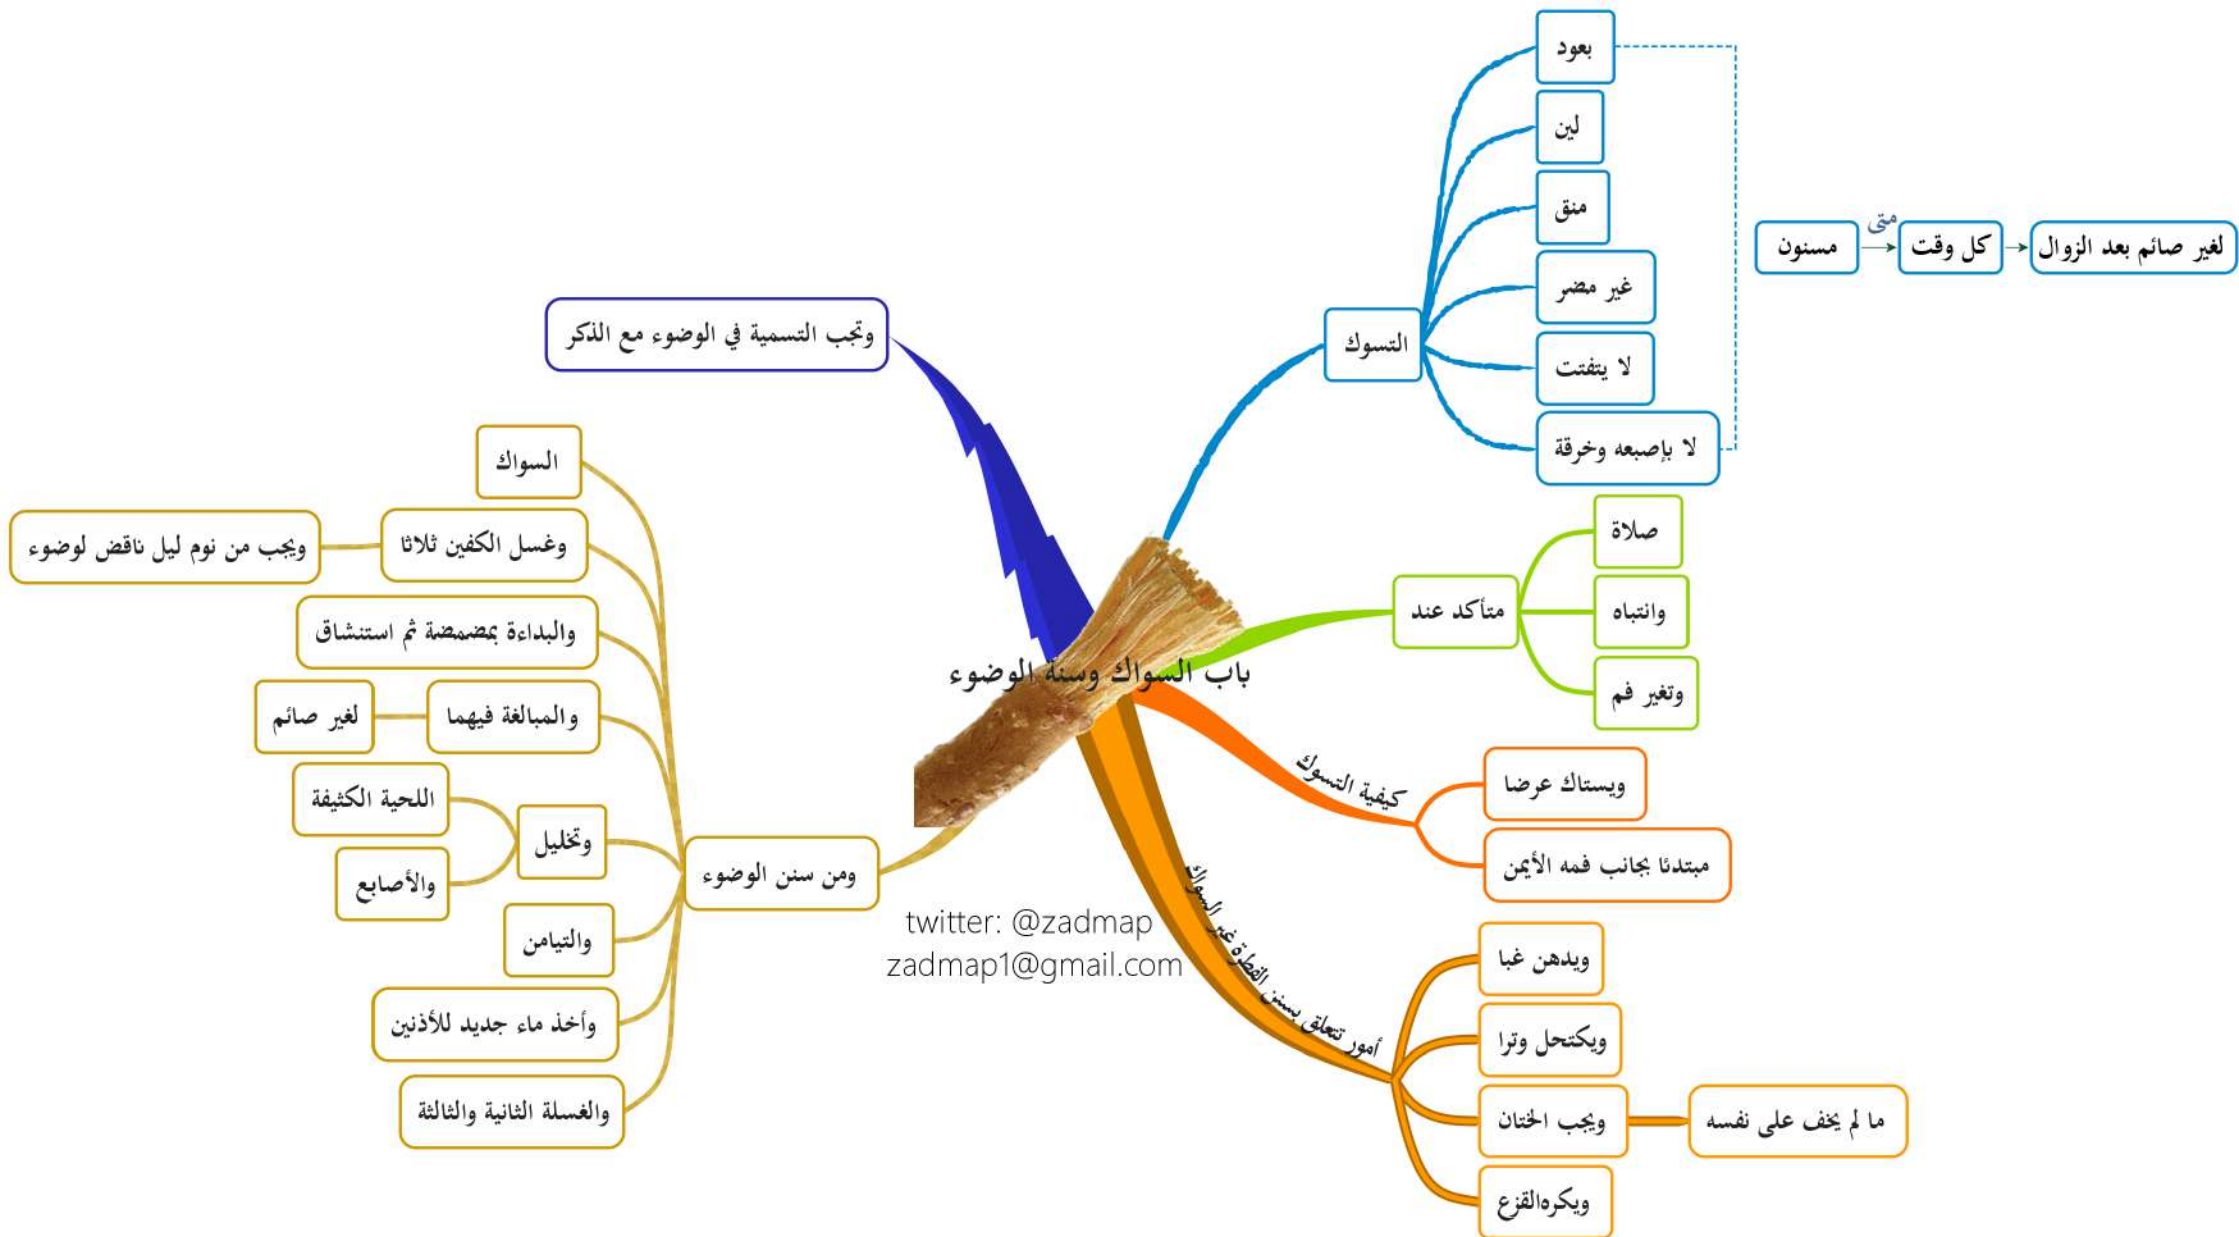 باب السواك وسنة الوضوء
التسوك
بعود
لين
منق
غير مضر
لا يتفتت
لا بإصبعه وخرقة
مسنون
متى
كل وقت
لغير صائم بعد الزوال
متأكد عند
صلاة
وانتباه
وتغير فم
كيفية التسوك
ويستاك عرضا
مبتدئا بجانب فمه الأيمن
أمور تتعلق بسنن الفطرة غير السواك
ويدهن غبا
ويكتحل وترا
ويجب الختان
ما لم يخف على نفسه
ويكرهالقزع
وتجب التسمية في الوضوء مع الذكر
ومن سنن الوضوء
السواك
وغسل الكفين ثلاثا
ويجب من نوم ليل ناقض لوضوء
والبداءة بمضمضة ثم استنشاق
والمبالغة فيهما
لغير صائم
وتخليل
اللحية الكثيفة
والأصابع
والتيامن
وأخذ ماء جديد للأذنين
والغسلة الثانية والثالثة
twitter: @zadmap
zadmap1@gmail.com